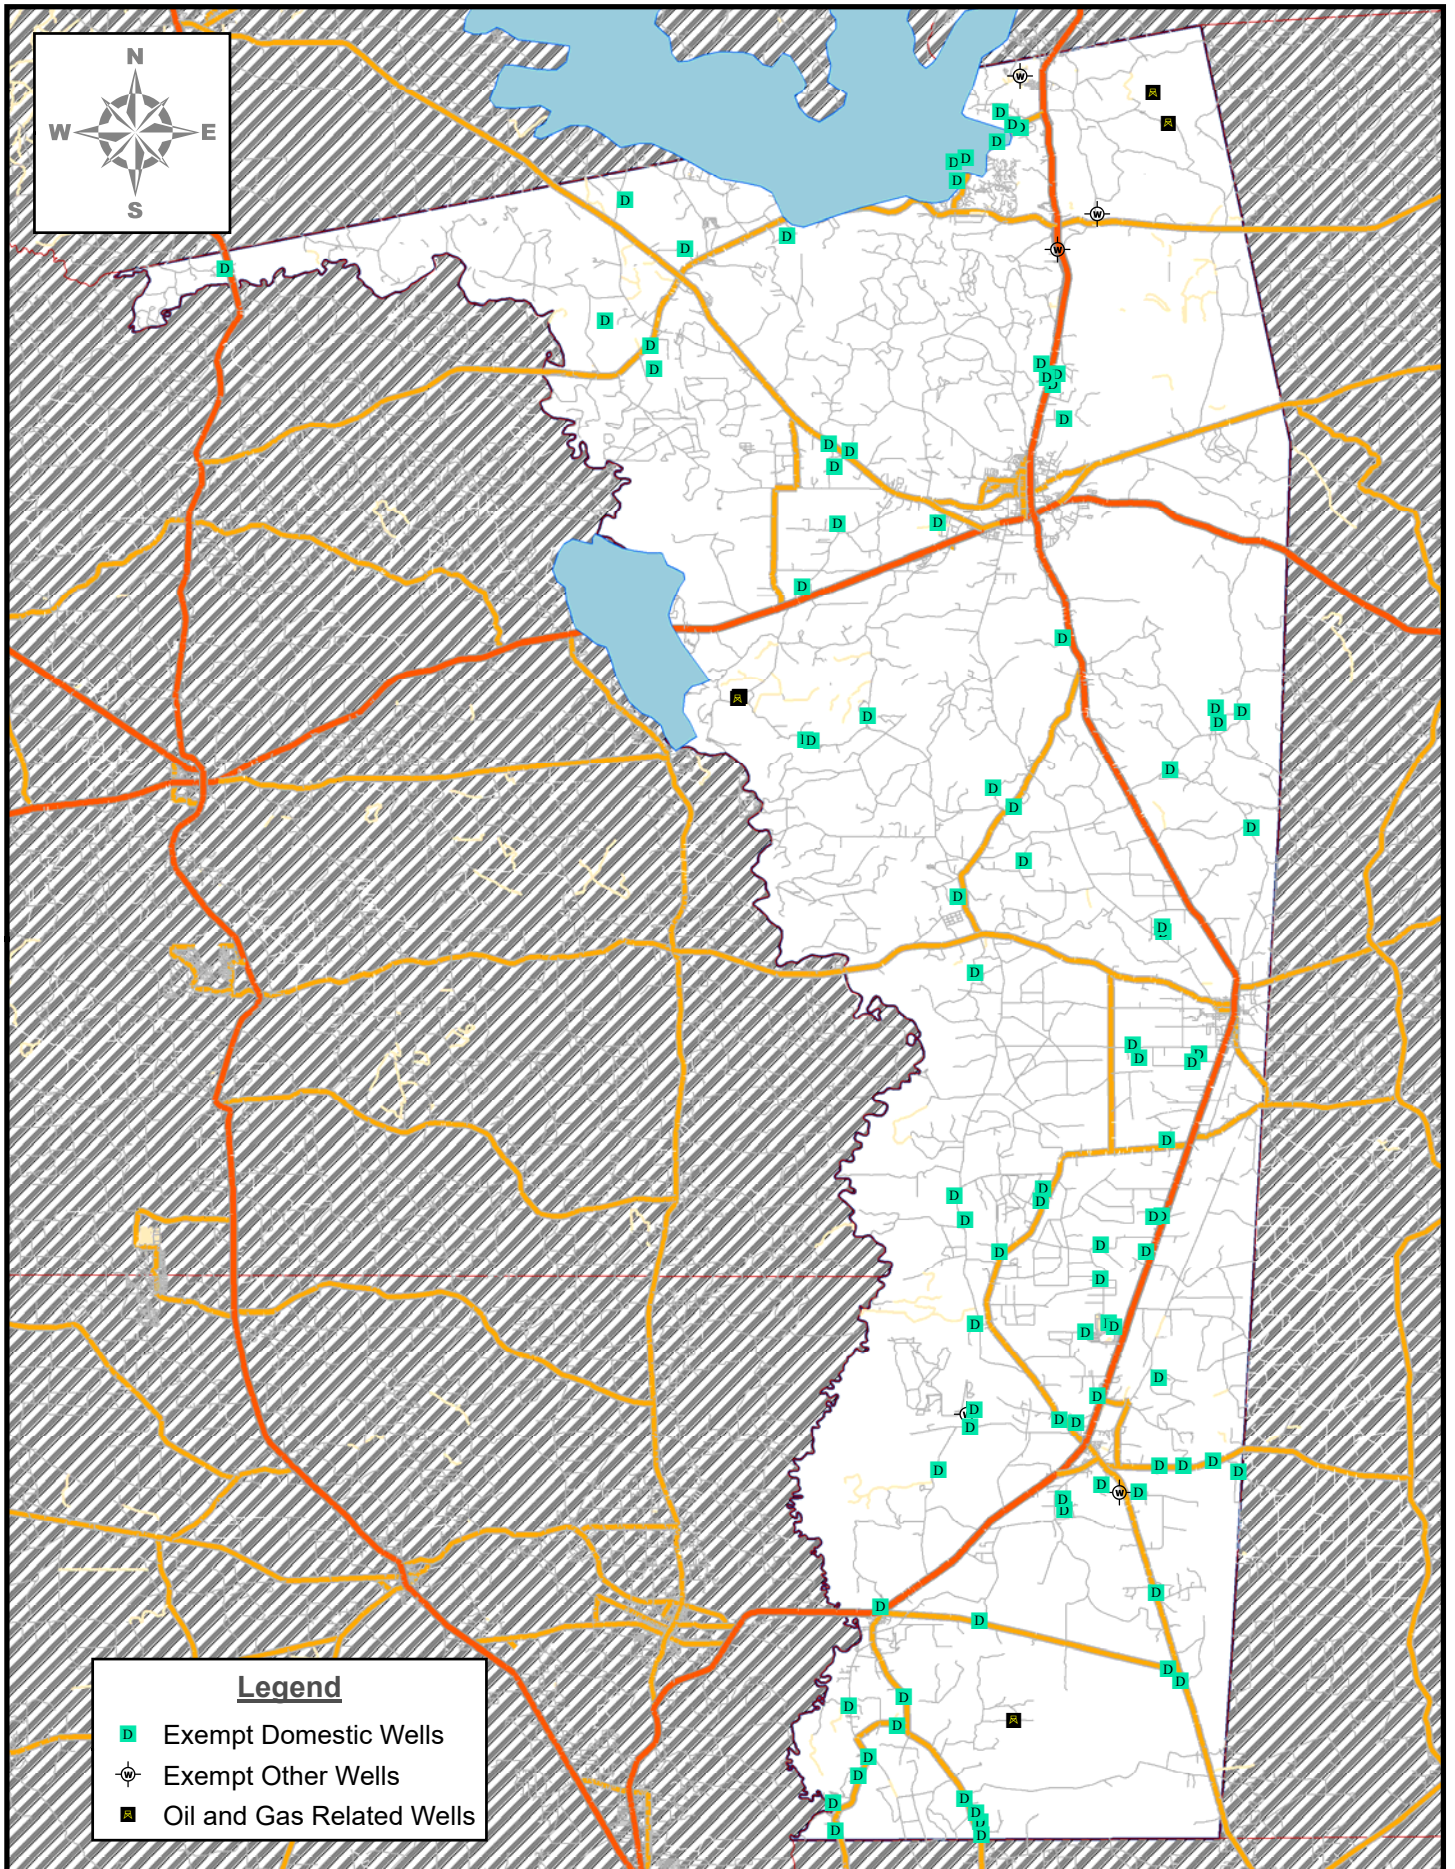 N
W E
S
Legend
D Exempt Domestic Wells
W Exempt Other Wells
Oil and Gas Related Wells